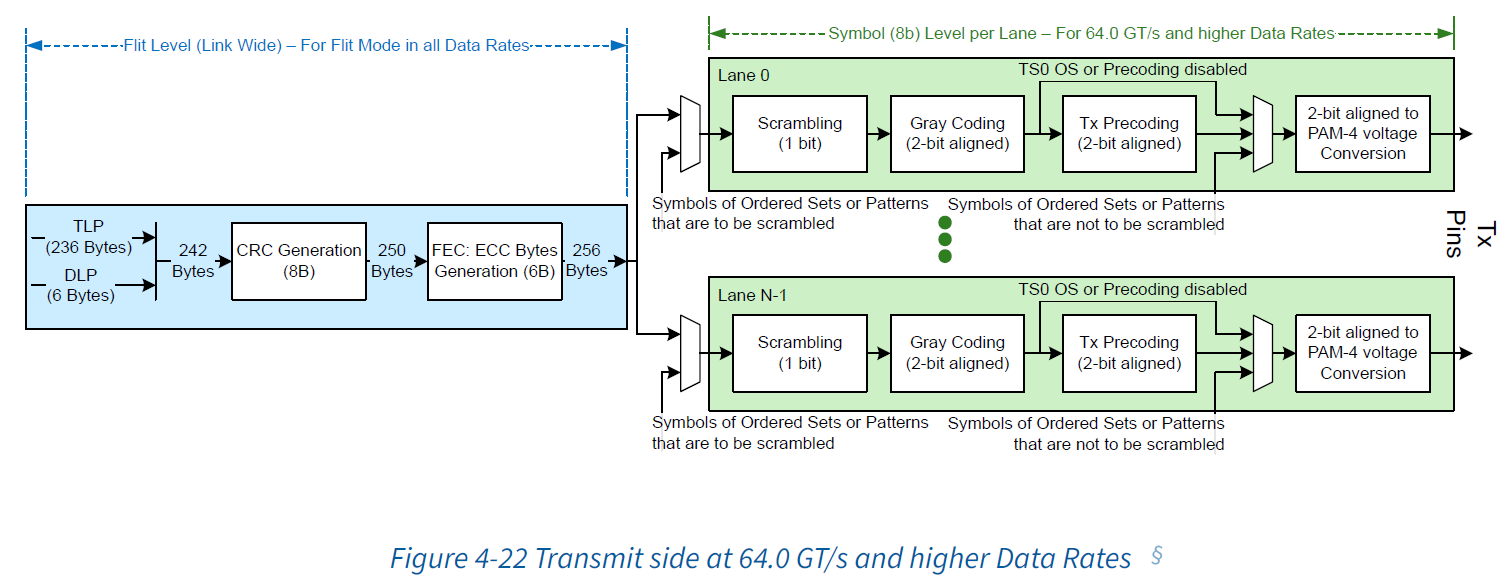 Flit Level (Link Wide) – For Flit Mode in all Data Rates
Symbol (8b) Level per Lane – For 64.0 GT/s and higher Data Rates
Lane 0
TS0 OS or Precoding disabled
Scrambling
(1 bit)
Gray Coding
(2-bit aligned)
Tx Precoding
(2-bit aligned)
2-bit aligned to
PAM-4 voltage
Conversion
Symbols of Ordered Sets or Patterns
that are to be scrambled
Symbols of Ordered Sets or Patterns
that are not to be scrambled
TLP
(236 Bytes)
DLP
(6 Bytes)
242
Bytes
CRC Generation
(8B)
250
Bytes
FEC: ECC Bytes
Generation (6B)
256
Bytes
Tx
Pins
Lane N-1
TS0 OS or Precoding disabled
Scrambling
(1 bit)
Gray Coding
(2-bit aligned)
Tx Precoding
(2-bit aligned)
2-bit aligned to
PAM-4 voltage
Conversion
Symbols of Ordered Sets or Patterns
that are to be scrambled
Symbols of Ordered Sets or Patterns
that are not to be scrambled
Figure 4-22 Transmit side at 64.0 GT/s and higher Data Rates §